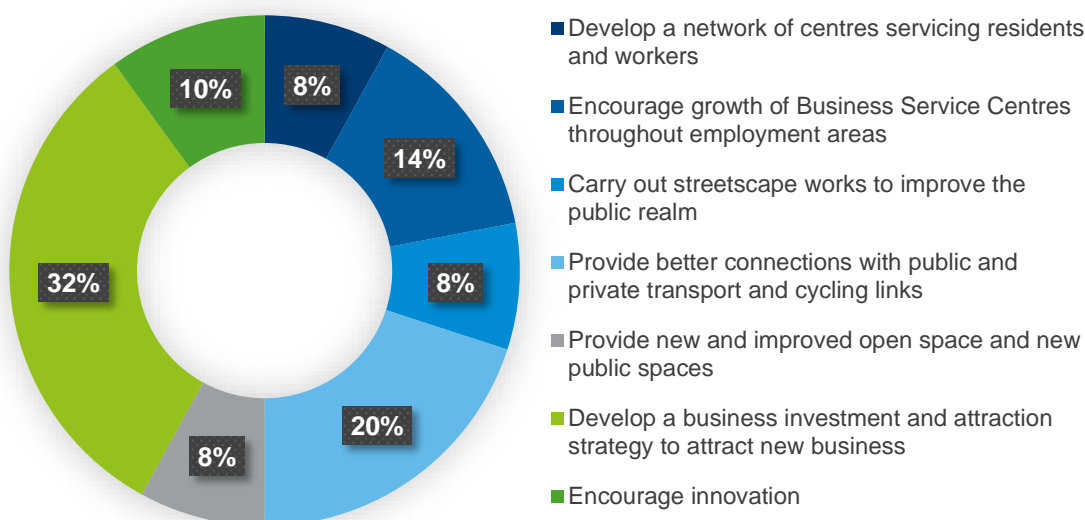 10%
8%
14%
8%
20%
8%
32%
Develop a network of centres servicing residents
and workers
Encourage growth of Business Service Centres
throughout employment areas
Carry out streetscape works to improve the
public realm
Provide better connections with public and
private transport and cycling links
Provide new and improved open space and new
public spaces
Develop a business investment and attraction
strategy to attract new business
Encourage innovation